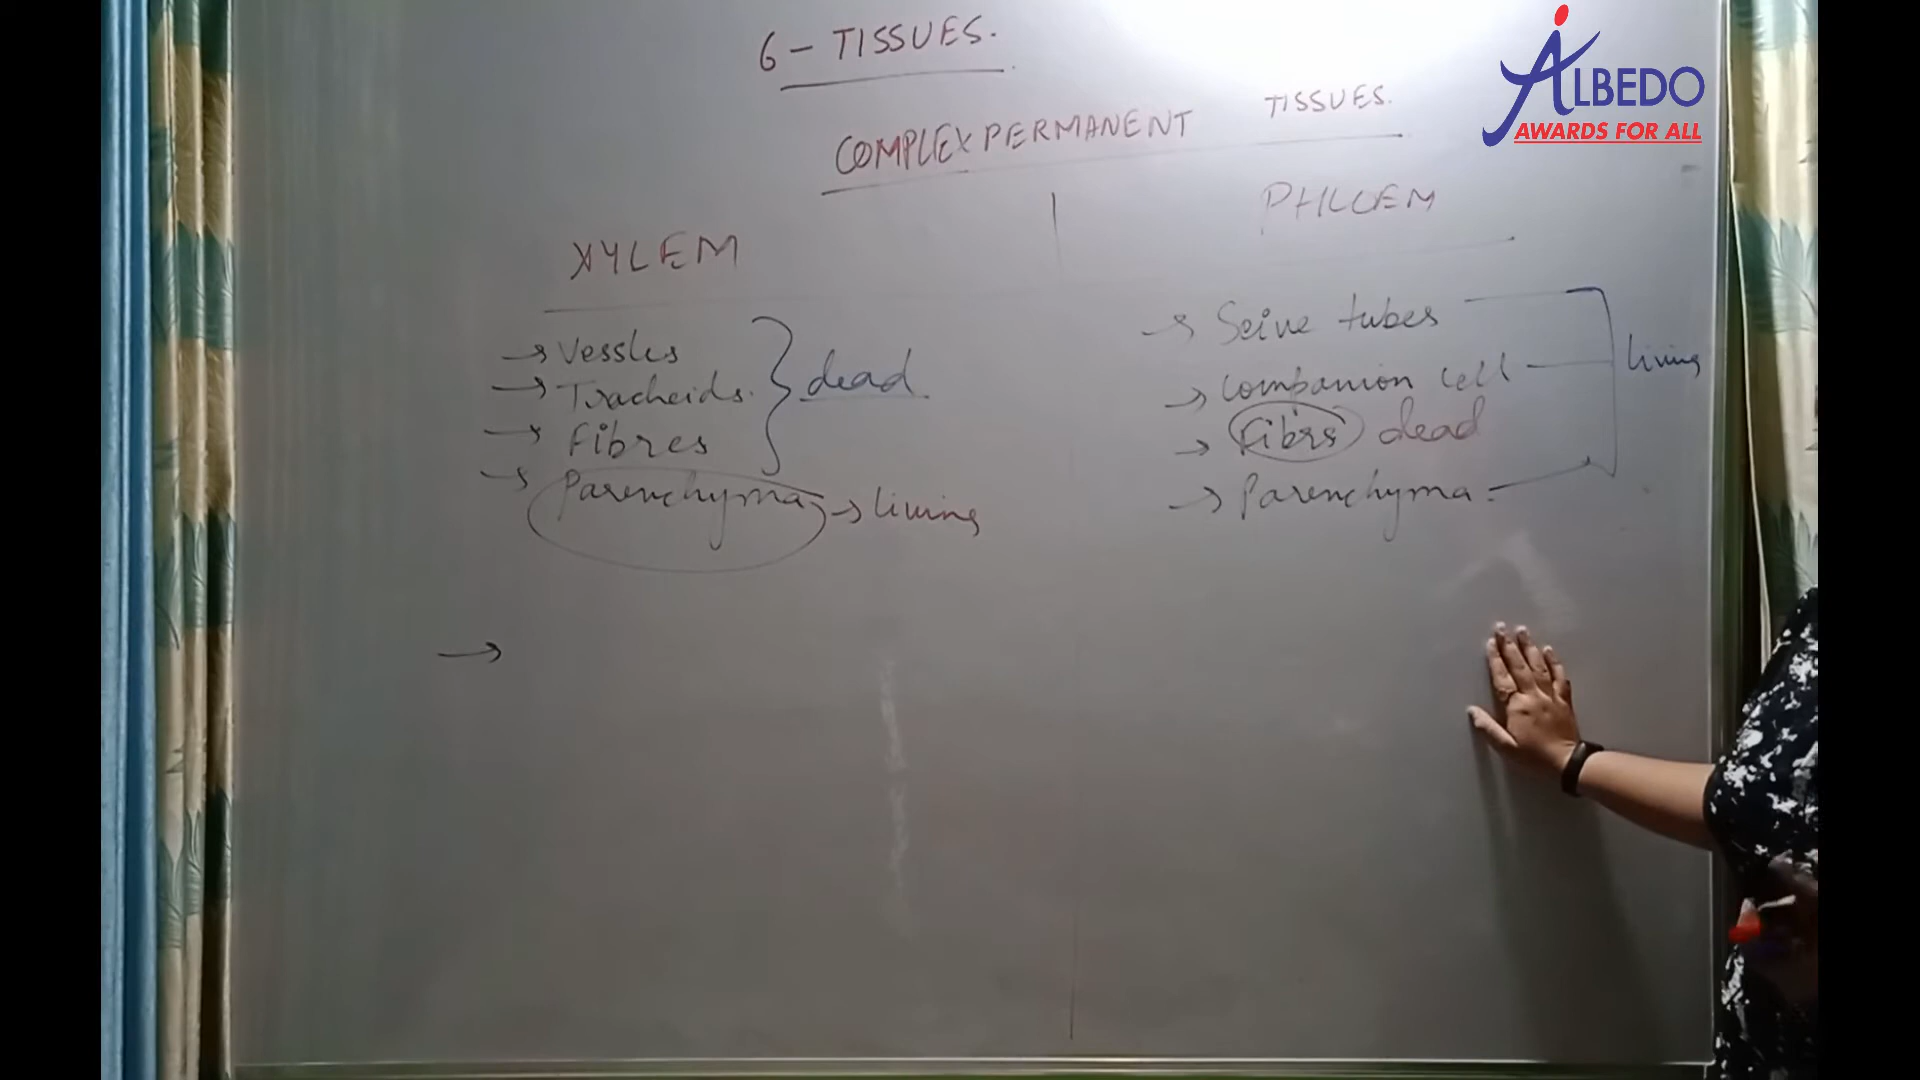 6 - TISSUES.
COMPLEX PERMANENT TISSUES.
XYLEM
→ Vessles
→ Tracheids.
→ Fibres
} dead
→ Parenchyma → living
PHLOEM
→ Seive tubes
→ Companion cell
→ Fibrs dead
→ Parenchyma
living
→
ALBEDO
AWARDS FOR ALL